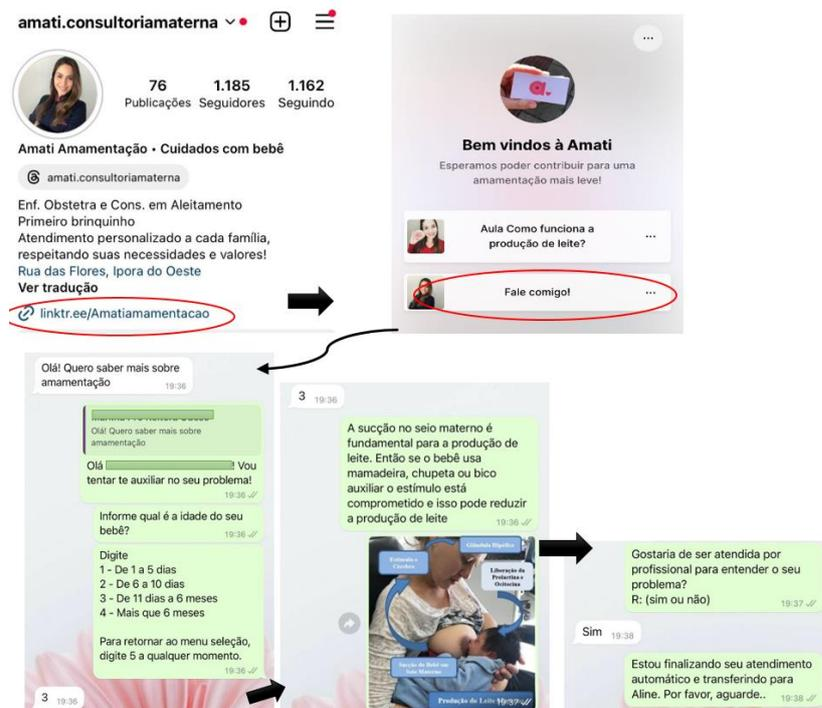 amati.consultoriamaterna
76
1.185
1.162
Publicações
Seguidores
Seguindo
Amati Amamentação • Cuidados com bebê
amati.consultoriamaterna
Enf. Obstetra e Cons. em Aleitamento
Primeiro brinquinho
Atendimento personalizado a cada família,
respeitando suas necessidades e valores!
Rua das Flores, Ipora do Oeste
Ver tradução
linktr.ee/Amatiamamentacao
a.
Bem vindos à Amati
Esperamos poder contribuir para uma
amamentação mais leve!
Aula Como funciona a
produção de leite?
Fale comigo!
Olá! Quero saber mais sobre
amamentação
19:36
Olá! Quero saber mais sobre
amamentação
Olá ! Vou
tentar te auxiliar no seu problema!
19:36
Informe qual é a idade do seu
bebê?
19:36
Digite
1 - De 1 a 5 dias
2 - De 6 a 10 dias
3 - De 11 dias a 6 meses
4 - Mais que 6 meses
Para retornar ao menu seleção,
digite 5 a qualquer momento.
19:36
3 19:36
3 19:36
A sucção no seio materno é
fundamental para a produção de
leite. Então se o bebê usa
mamadeira, chupeta ou bico
auxiliar o estímulo está
comprometido e isso pode reduzir
a produção de leite
19:36
Glândula Hipófise
Estímulo o
Cérebro
Liberação da
Prolactina e
Ocitocina
Sucção do Bebê em
Seio Materno
Produção de Leite
19:37
Gostaria de ser atendida por
profissional para entender o seu
problema?
R: (sim ou não)
19:37
Sim 19:38
Estou finalizando seu atendimento
automático e transferindo para
Aline. Por favor, aguarde..
19:38